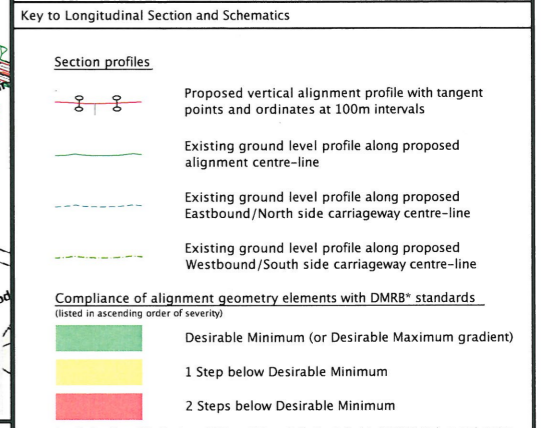 Key to Longitudinal Section and Schematics
Section profiles
Proposed vertical alignment profile with tangent
points and ordinates at 100m intervals
Existing ground level profile along proposed
alignment centre-line
Existing ground level profile along proposed
Eastbound/North side carriageway centre-line
Existing ground level profile along proposed
Westbound/South side carriageway centre-line
Compliance of alignment geometry elements with DMRB* standards
(listed in ascending order of severity)
Desirable Minimum (or Desirable Maximum gradient)
1 Step below Desirable Minimum
2 Steps below Desirable Minimum